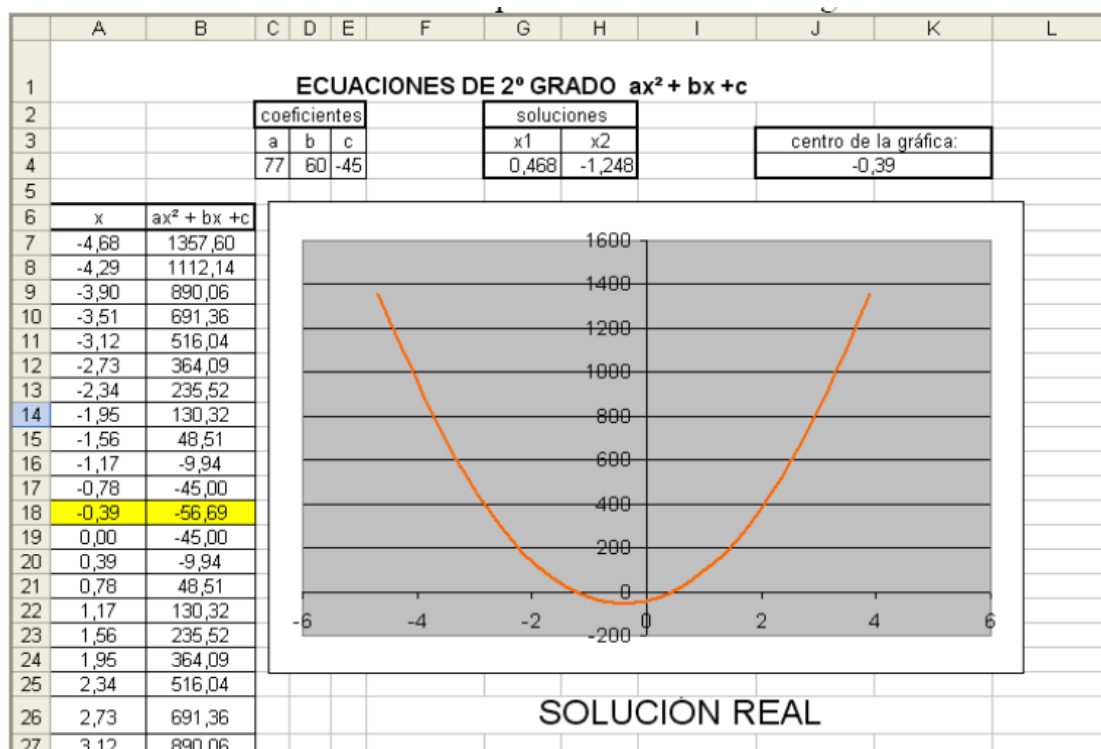 A B C D E F G H I J K L
1 ECUACIONES DE 2º GRADO ax² + bx +c
2 coeficientes soluciones
3 a b c x1 x2 centro de la gráfica:
4 77 60 -45 0,468 -1,248 -0,39
5
6 x ax² + bx +c
7 -4,68 1357,60
8 -4,29 1112,14
9 -3,90 890,06
10 -3,51 691,36
11 -3,12 516,04
12 -2,73 364,09
13 -2,34 235,52
14 -1,95 130,32
15 -1,56 48,51
16 -1,17 -9,94
17 -0,78 -45,00
18 -0,39 -56,69
19 0,00 -45,00
20 0,39 -9,94
21 0,78 48,51
22 1,17 130,32
23 1,56 235,52
24 1,95 364,09
25 2,34 516,04
26 2,73 691,36
27 3,12 890,06
1600
1400
1200
1000
800
600
400
200
0
-200
-6 -4 -2 0 2 4 6
SOLUCIÓN REAL